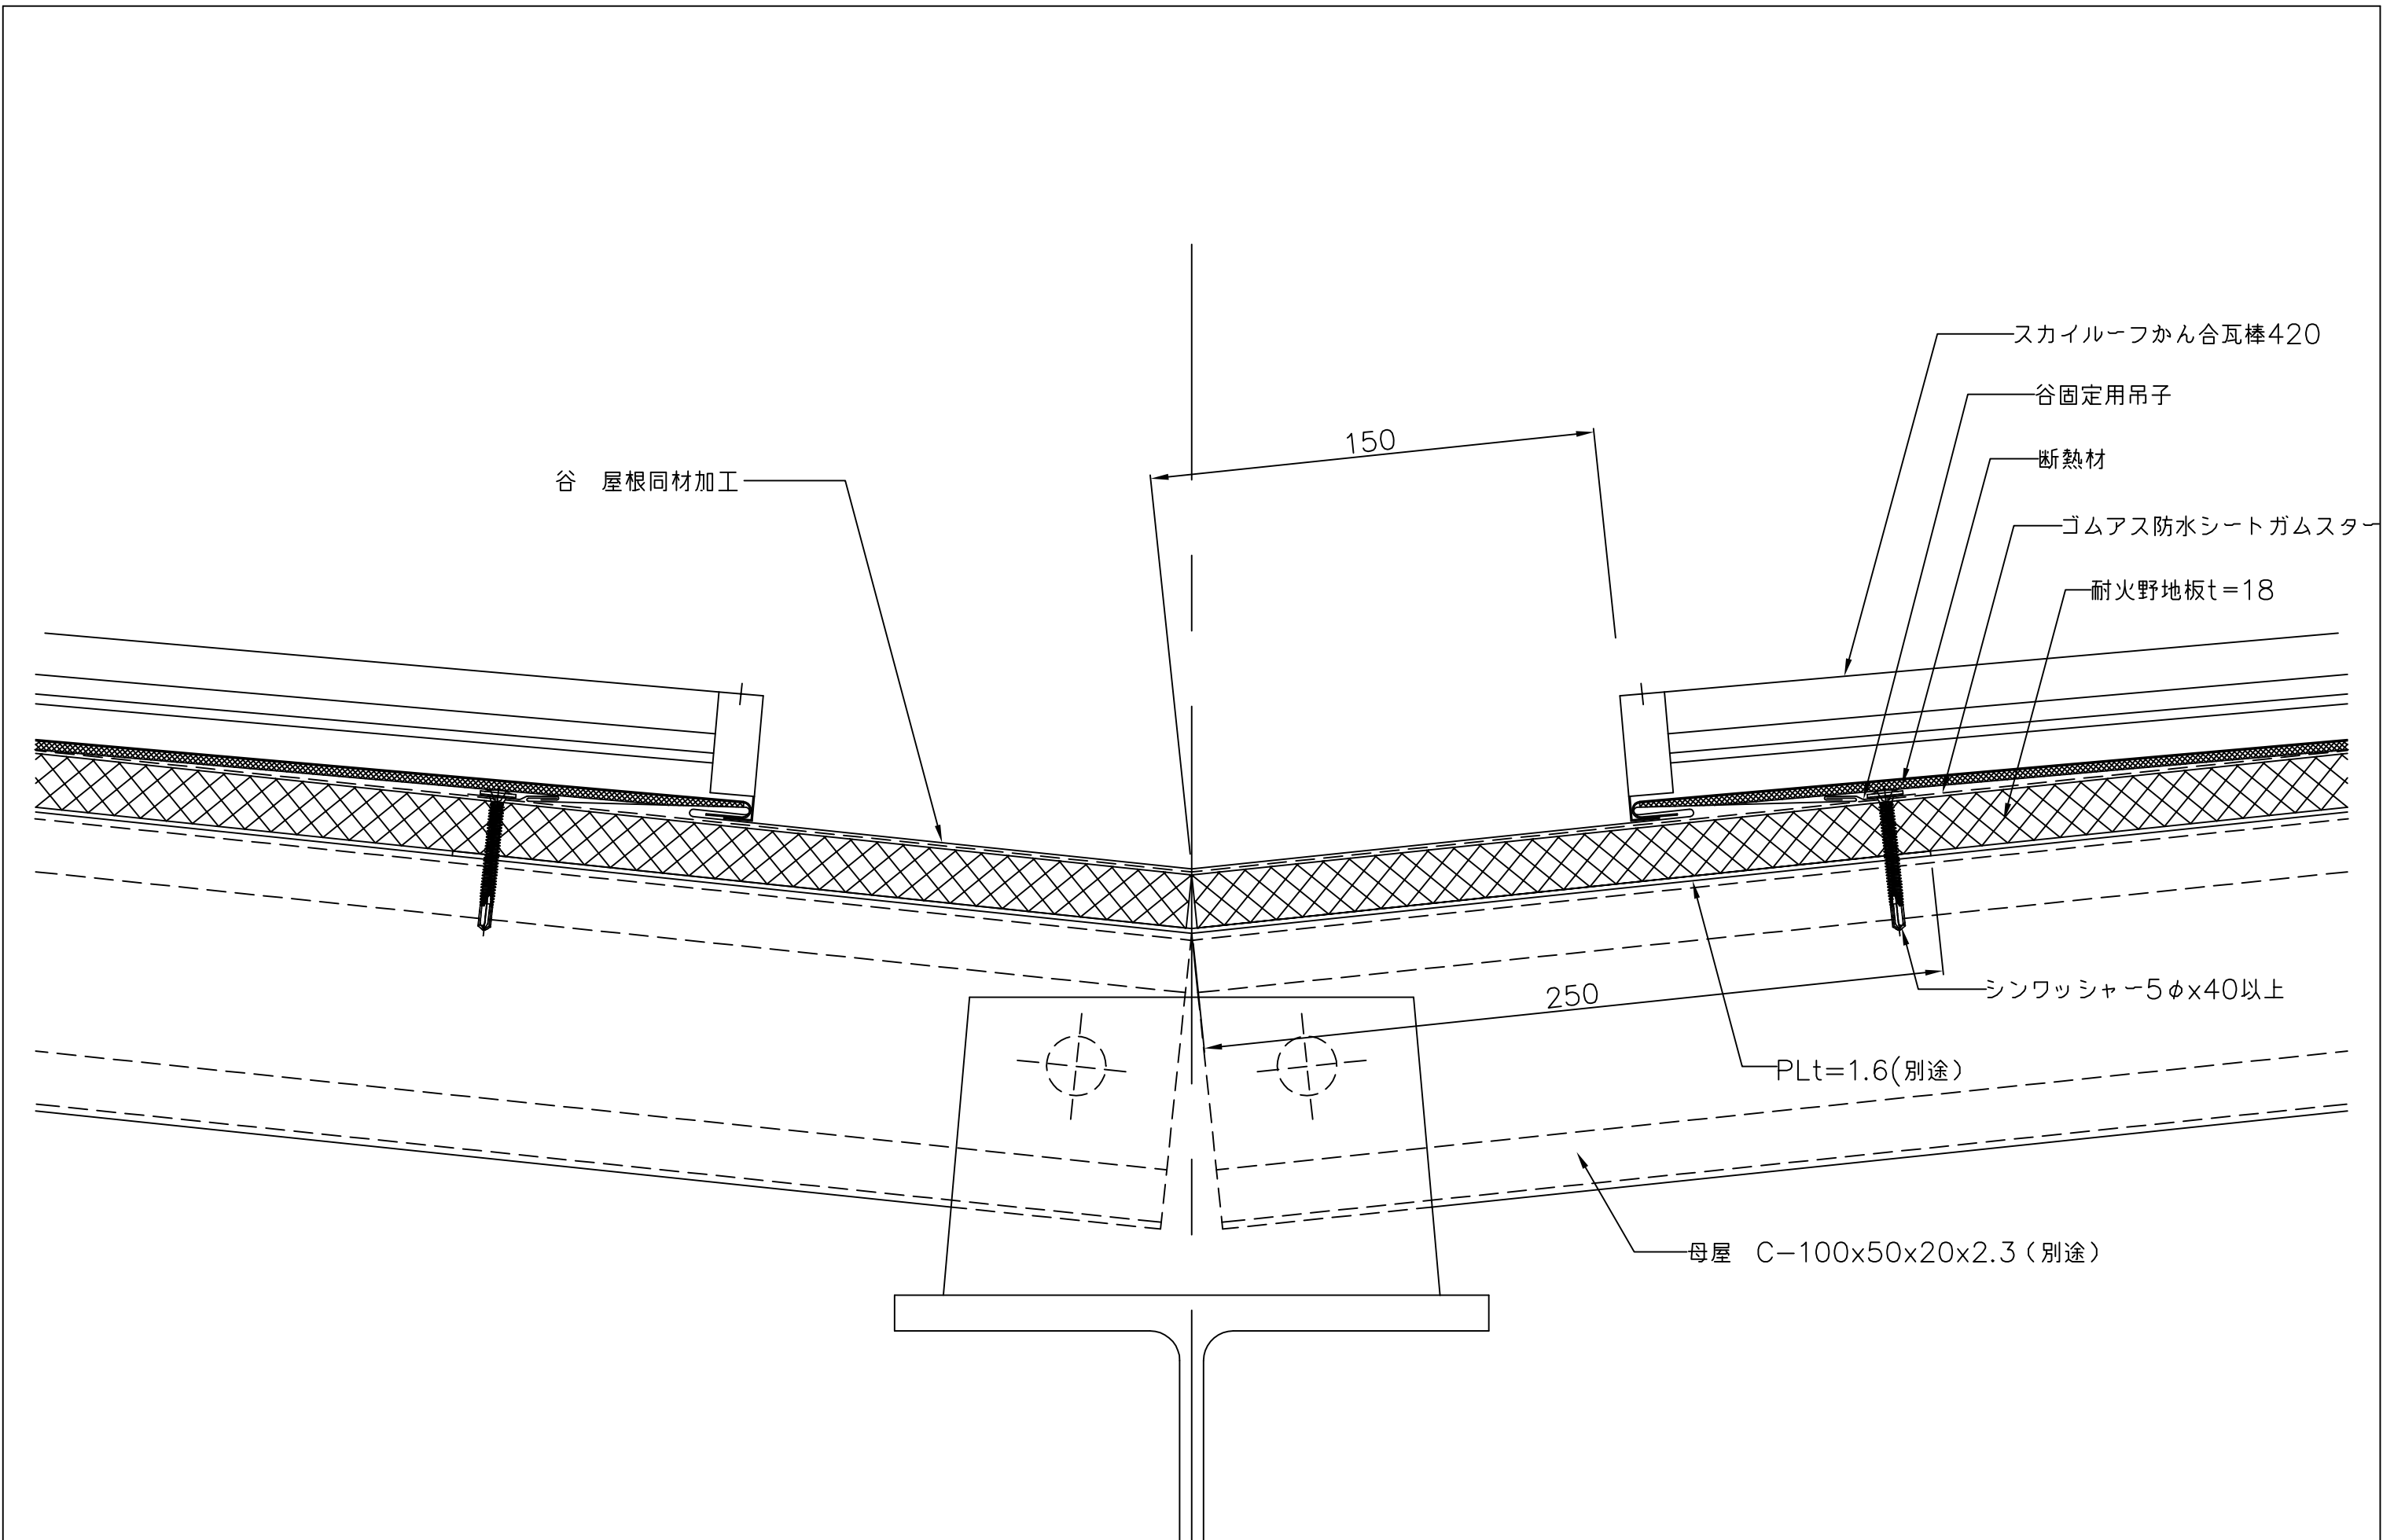 スカイルーフかん合瓦棒420
谷固定用吊子
150
断熱材
谷　屋根同材加工
ゴムアス防水シートガムスター
耐火野地板t=18
シンワッシャー5φx40以上
250
PLt=1.6(別途)
母屋　C-100x50x20x2.3(別途)